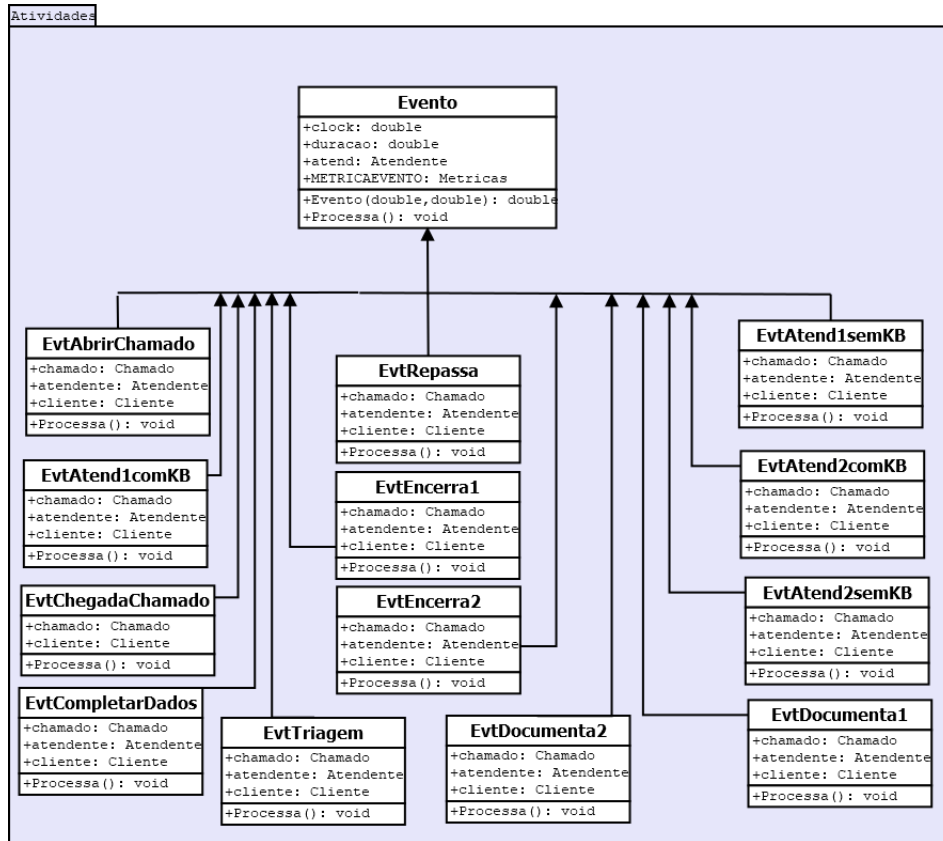 Atividades
Evento
+clock: double
+duracao: double
+atend: Atendente
+METRICAEVENTO: Metricas
+Evento(double,double): double
+Processa(): void
EvtAbrirChamado
+chamado: Chamado
+atendente: Atendente
+cliente: Cliente
+Processa(): void
EvtRepassa
+chamado: Chamado
+atendente: Atendente
+cliente: Cliente
+Processa(): void
EvtAtend1semKB
+chamado: Chamado
+atendente: Atendente
+cliente: Cliente
+Processa(): void
EvtAtend1comKB
+chamado: Chamado
+atendente: Atendente
+cliente: Cliente
+Processa(): void
EvtEncerra1
+chamado: Chamado
+atendente: Atendente
+cliente: Cliente
+Processa(): void
EvtAtend2comKB
+chamado: Chamado
+atendente: Atendente
+cliente: Cliente
+Processa(): void
EvtChegadaChamado
+chamado: Chamado
+cliente: Cliente
+Processa(): void
EvtEncerra2
+chamado: Chamado
+atendente: Atendente
+cliente: Cliente
+Processa(): void
EvtAtend2semKB
+chamado: Chamado
+atendente: Atendente
+cliente: Cliente
+Processa(): void
EvtCompletarDados
+chamado: Chamado
+atendente: Atendente
+cliente: Cliente
+Processa(): void
EvtTriagem
+chamado: Chamado
+atendente: Atendente
+cliente: Cliente
+Processa(): void
EvtDocumenta2
+chamado: Chamado
+atendente: Atendente
+cliente: Cliente
+Processa(): void
EvtDocumenta1
+chamado: Chamado
+atendente: Atendente
+cliente: Cliente
+Processa(): void